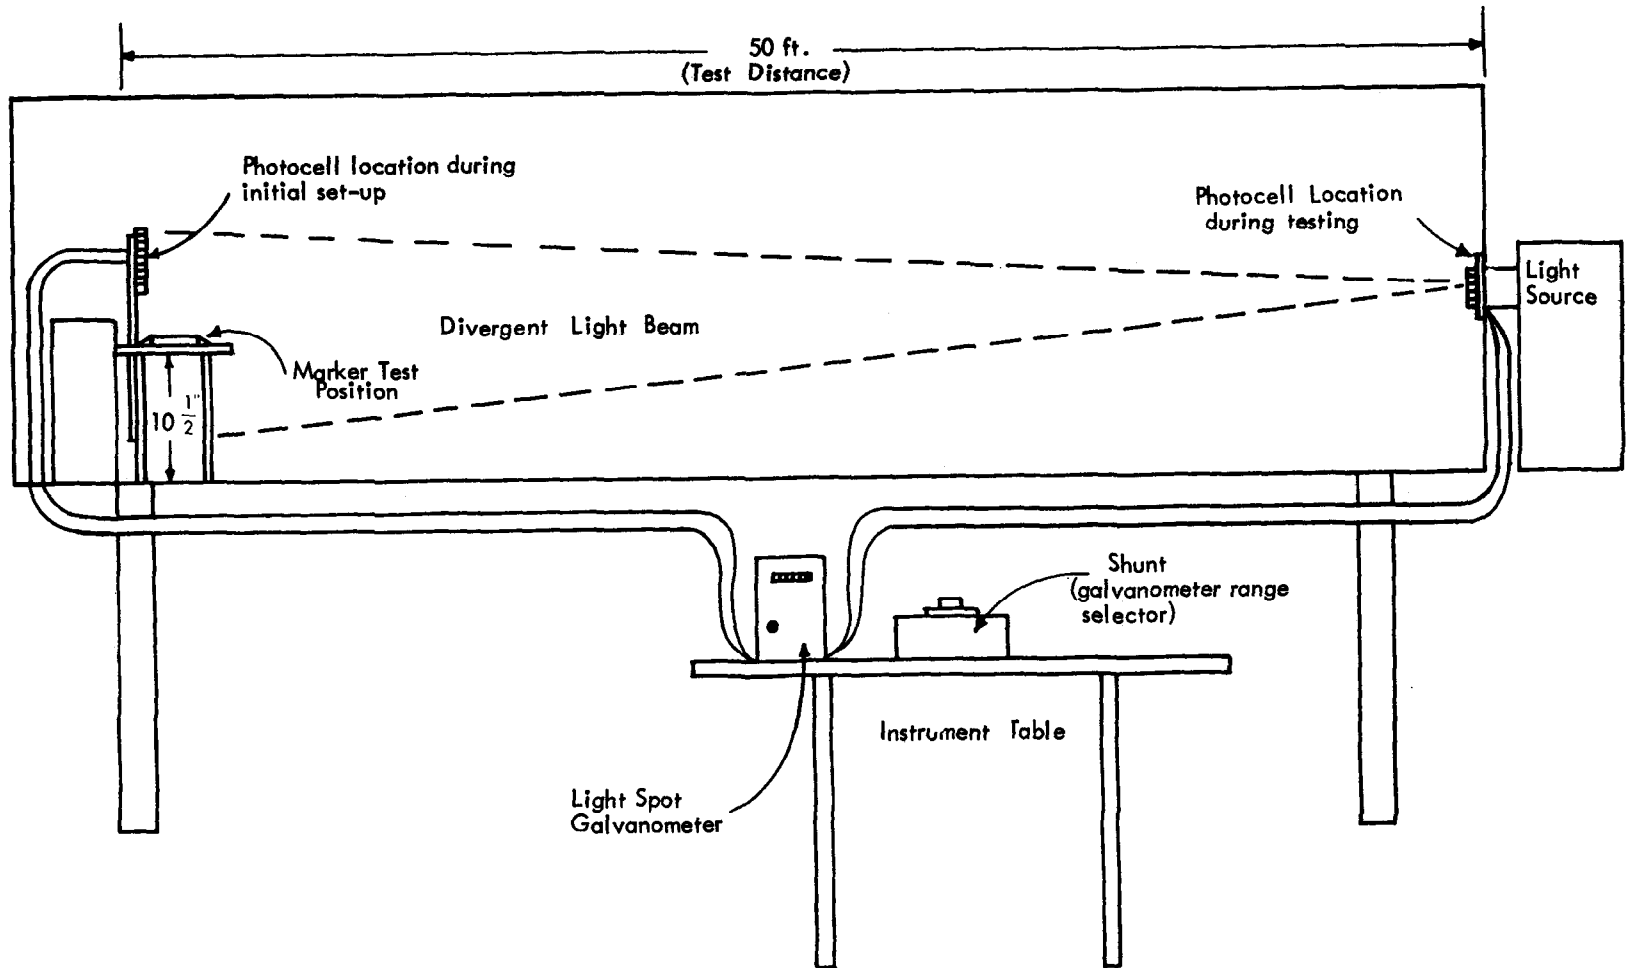 50 ft.
(Test Distance)
Photocell location during
initial set-up
Photocell Location
during testing
Light
Source
Divergent Light Beam
Marker Test
Position
10 1/2"
Shunt
(galvanometer range
selector)
Instrument Table
Light Spot
Galvanometer